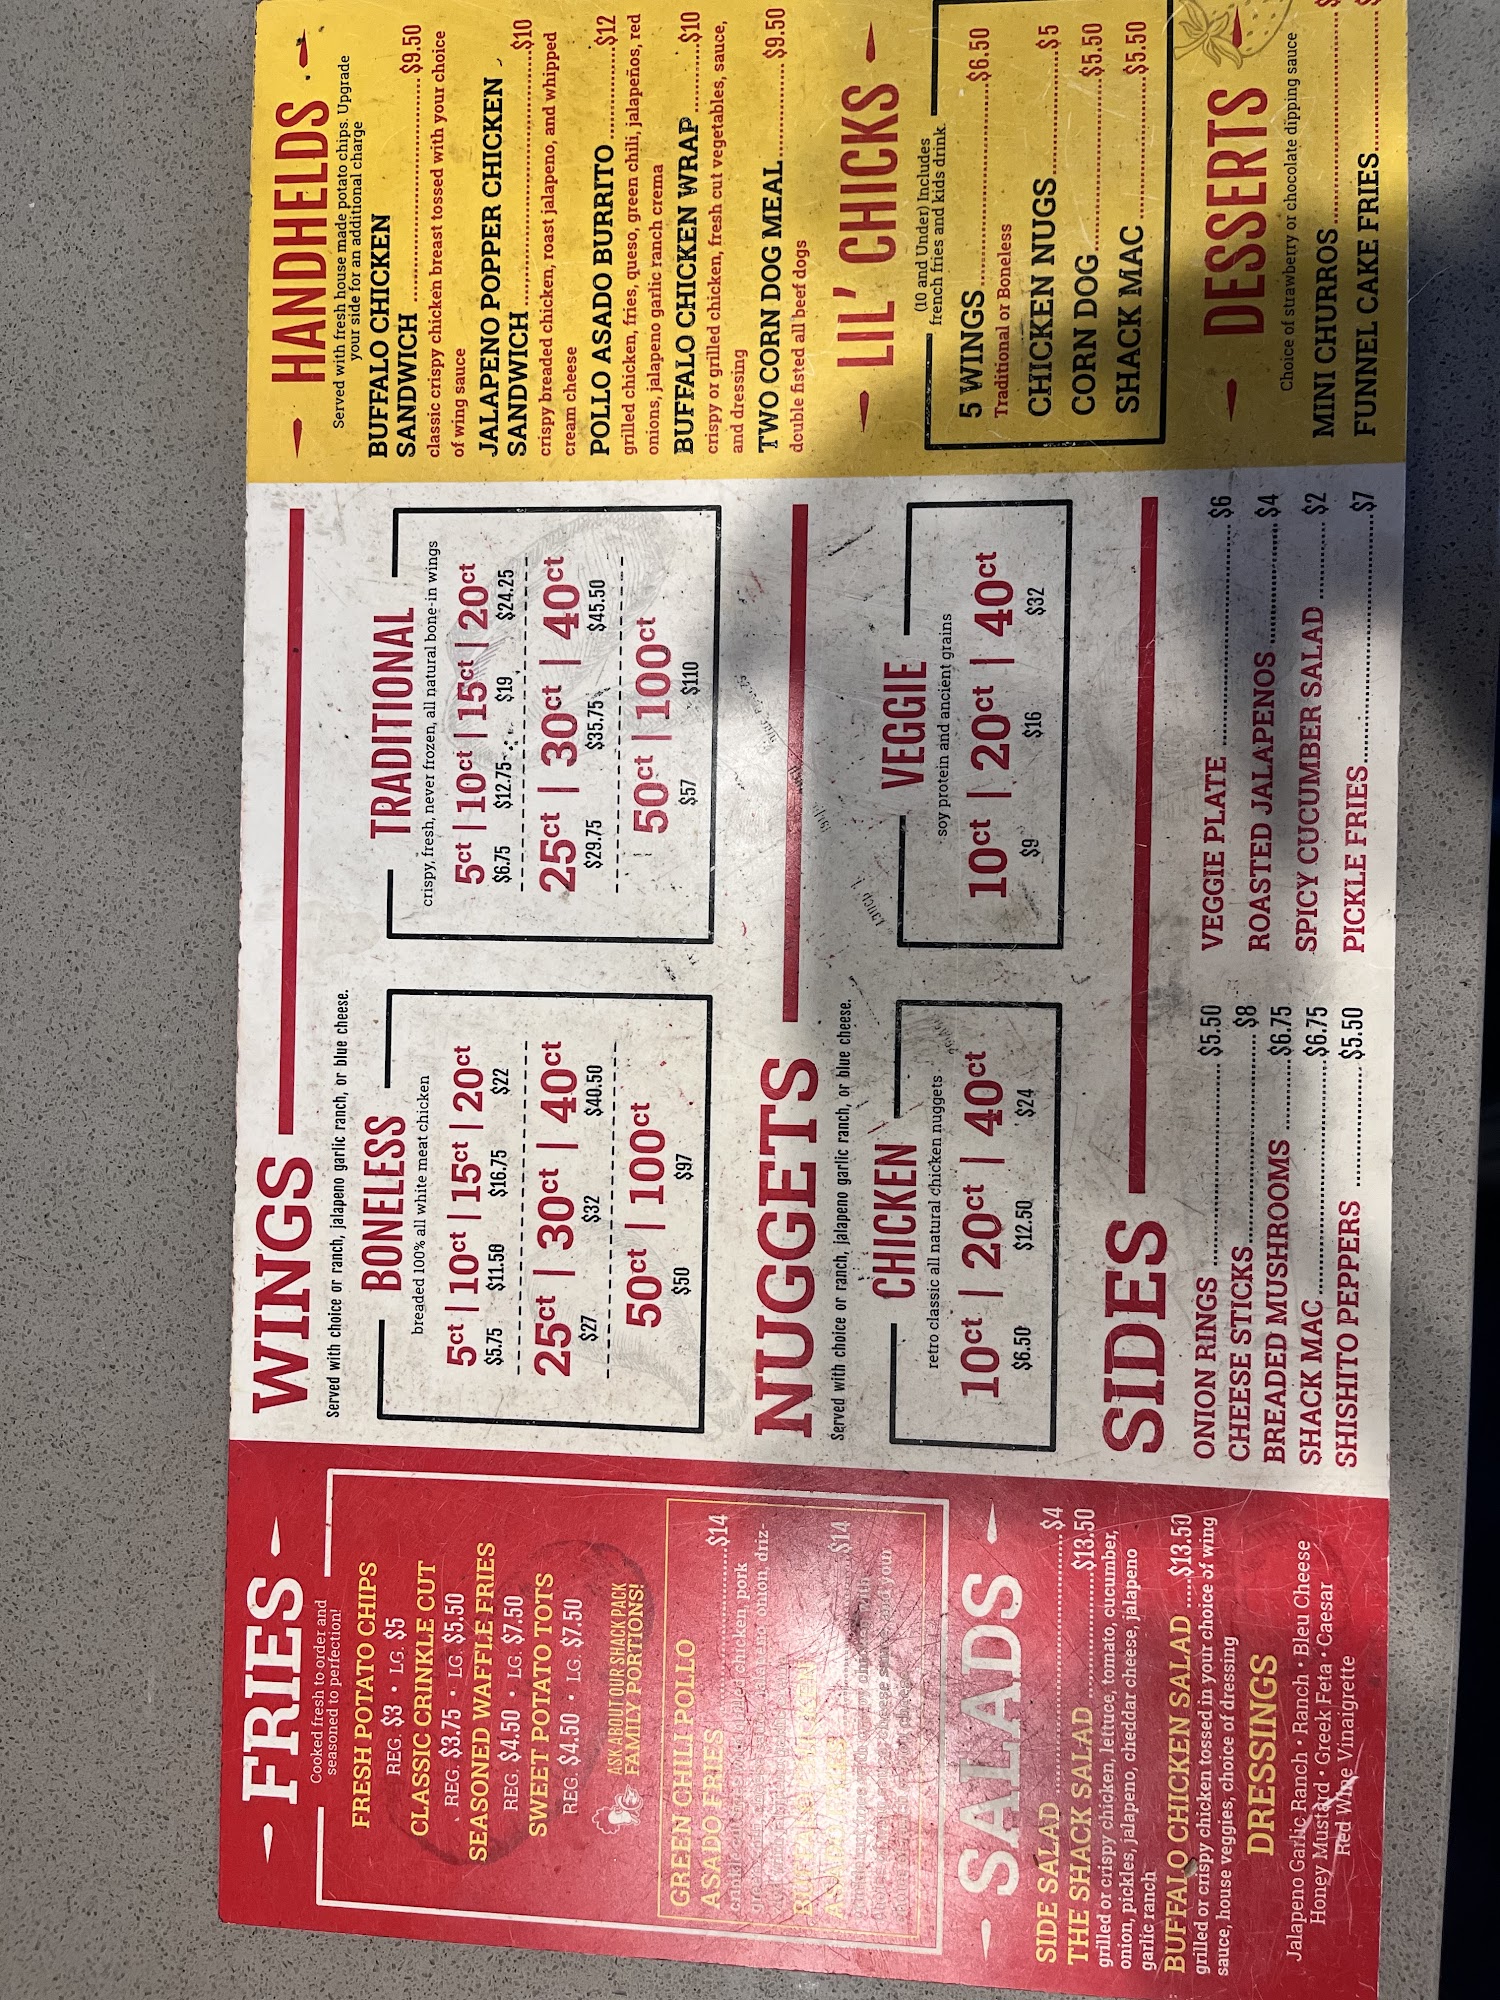 FRIES
Cooked fresh to order and
seasoned to perfection!
FRESH POTATO CHIPS
REG. $3 • LG. $5
CLASSIC CRINKLE CUT
REG. $3.75 • LG. $5.50
SEASONED WAFFLE FRIES
REG. $4.50 • LG. $7.50
SWEET POTATO TOTS
REG. $4.50 • LG. $7.50
ASK ABOUT OUR SHACK PACK
FAMILY PORTIONS!
GREEN CHILI POLLO
ASADO FRIES ............$14
chicken, pork
onion, driz-
BUFFALO CHICKEN
$14
SALADS
SIDE SALAD ............ $4
THE SHACK SALAD ............$13.50
grilled or crispy chicken, lettuce, tomato, cucumber,
onion, pickles, jalapeno, cheddar cheese, jalapeno
garlic ranch
BUFFALO CHICKEN SALAD .....$13.50
grilled or crispy chicken tossed in your choice of wing
sauce, house veggies, choice of dressing
DRESSINGS
Jalapeno Garlic Ranch • Ranch • Bleu Cheese
Honey Mustard • Greek Feta • Caesar
Red Wine Vinaigrette
WINGS
Served with choice or ranch, jalapeno garlic ranch, or blue cheese.
BONELESS
breaded 100% all white meat chicken
5ct | 10ct | 15ct | 20ct
$5.75 $11.50 $16.75 $22
25ct | 30ct | 40ct
$27 $32 $40.50
50ct | 100ct
$50 $97
TRADITIONAL
crispy, fresh, never frozen, all natural bone-in wings
5ct | 10ct | 15ct | 20ct
$6.75 $12.75 $19 $24.25
25ct | 30ct | 40ct
$29.75 $35.75 $45.50
50ct | 100ct
$57 $110
NUGGETS
Served with choice or ranch, jalapeno garlic ranch, or blue cheese.
CHICKEN
retro classic all natural chicken nuggets
10ct | 20ct | 40ct
$6.50 $12.50 $24
VEGGIE
soy protein and ancient grains
10ct | 20ct | 40ct
$9 $16 $32
SIDES
ONION RINGS ............ $5.50
CHEESE STICKS ............ $8
BREADED MUSHROOMS ............$6.75
SHACK MAC ............$6.75
SHISHITO PEPPERS ............$5.50
VEGGIE PLATE ............ $6
ROASTED JALAPENOS ............ $4
SPICY CUCUMBER SALAD ............ $2
PICKLE FRIES ............ $7
HANDHELDS
Served with fresh house made potato chips. Upgrade
your side for an additional charge
BUFFALO CHICKEN
SANDWICH ............$9.50
classic crispy chicken breast tossed with your choice
of wing sauce
JALAPENO POPPER CHICKEN
SANDWICH ............$10
crispy breaded chicken, roast jalapeno, and whipped
cream cheese
POLLO ASADO BURRITO ............$12
grilled chicken, fries, queso, green chili, jalapeños, red
onions, jalapeno garlic ranch crema
BUFFALO CHICKEN WRAP ............$10
crispy or grilled chicken, fresh cut vegetables, sauce,
and dressing
TWO CORN DOG MEAL ............$9.50
double fisted all beef dogs
LIL' CHICKS
(10 and Under) Includes
french fries and kids drink.
5 WINGS ............$6.50
Traditional or Boneless
CHICKEN NUGS ............$5
CORN DOG ............$5.50
SHACK MAC ............$5.50
DESSERTS
Choice of strawberry or chocolate dipping sauce
MINI CHURROS ............$
FUNNEL CAKE FRIES ............$